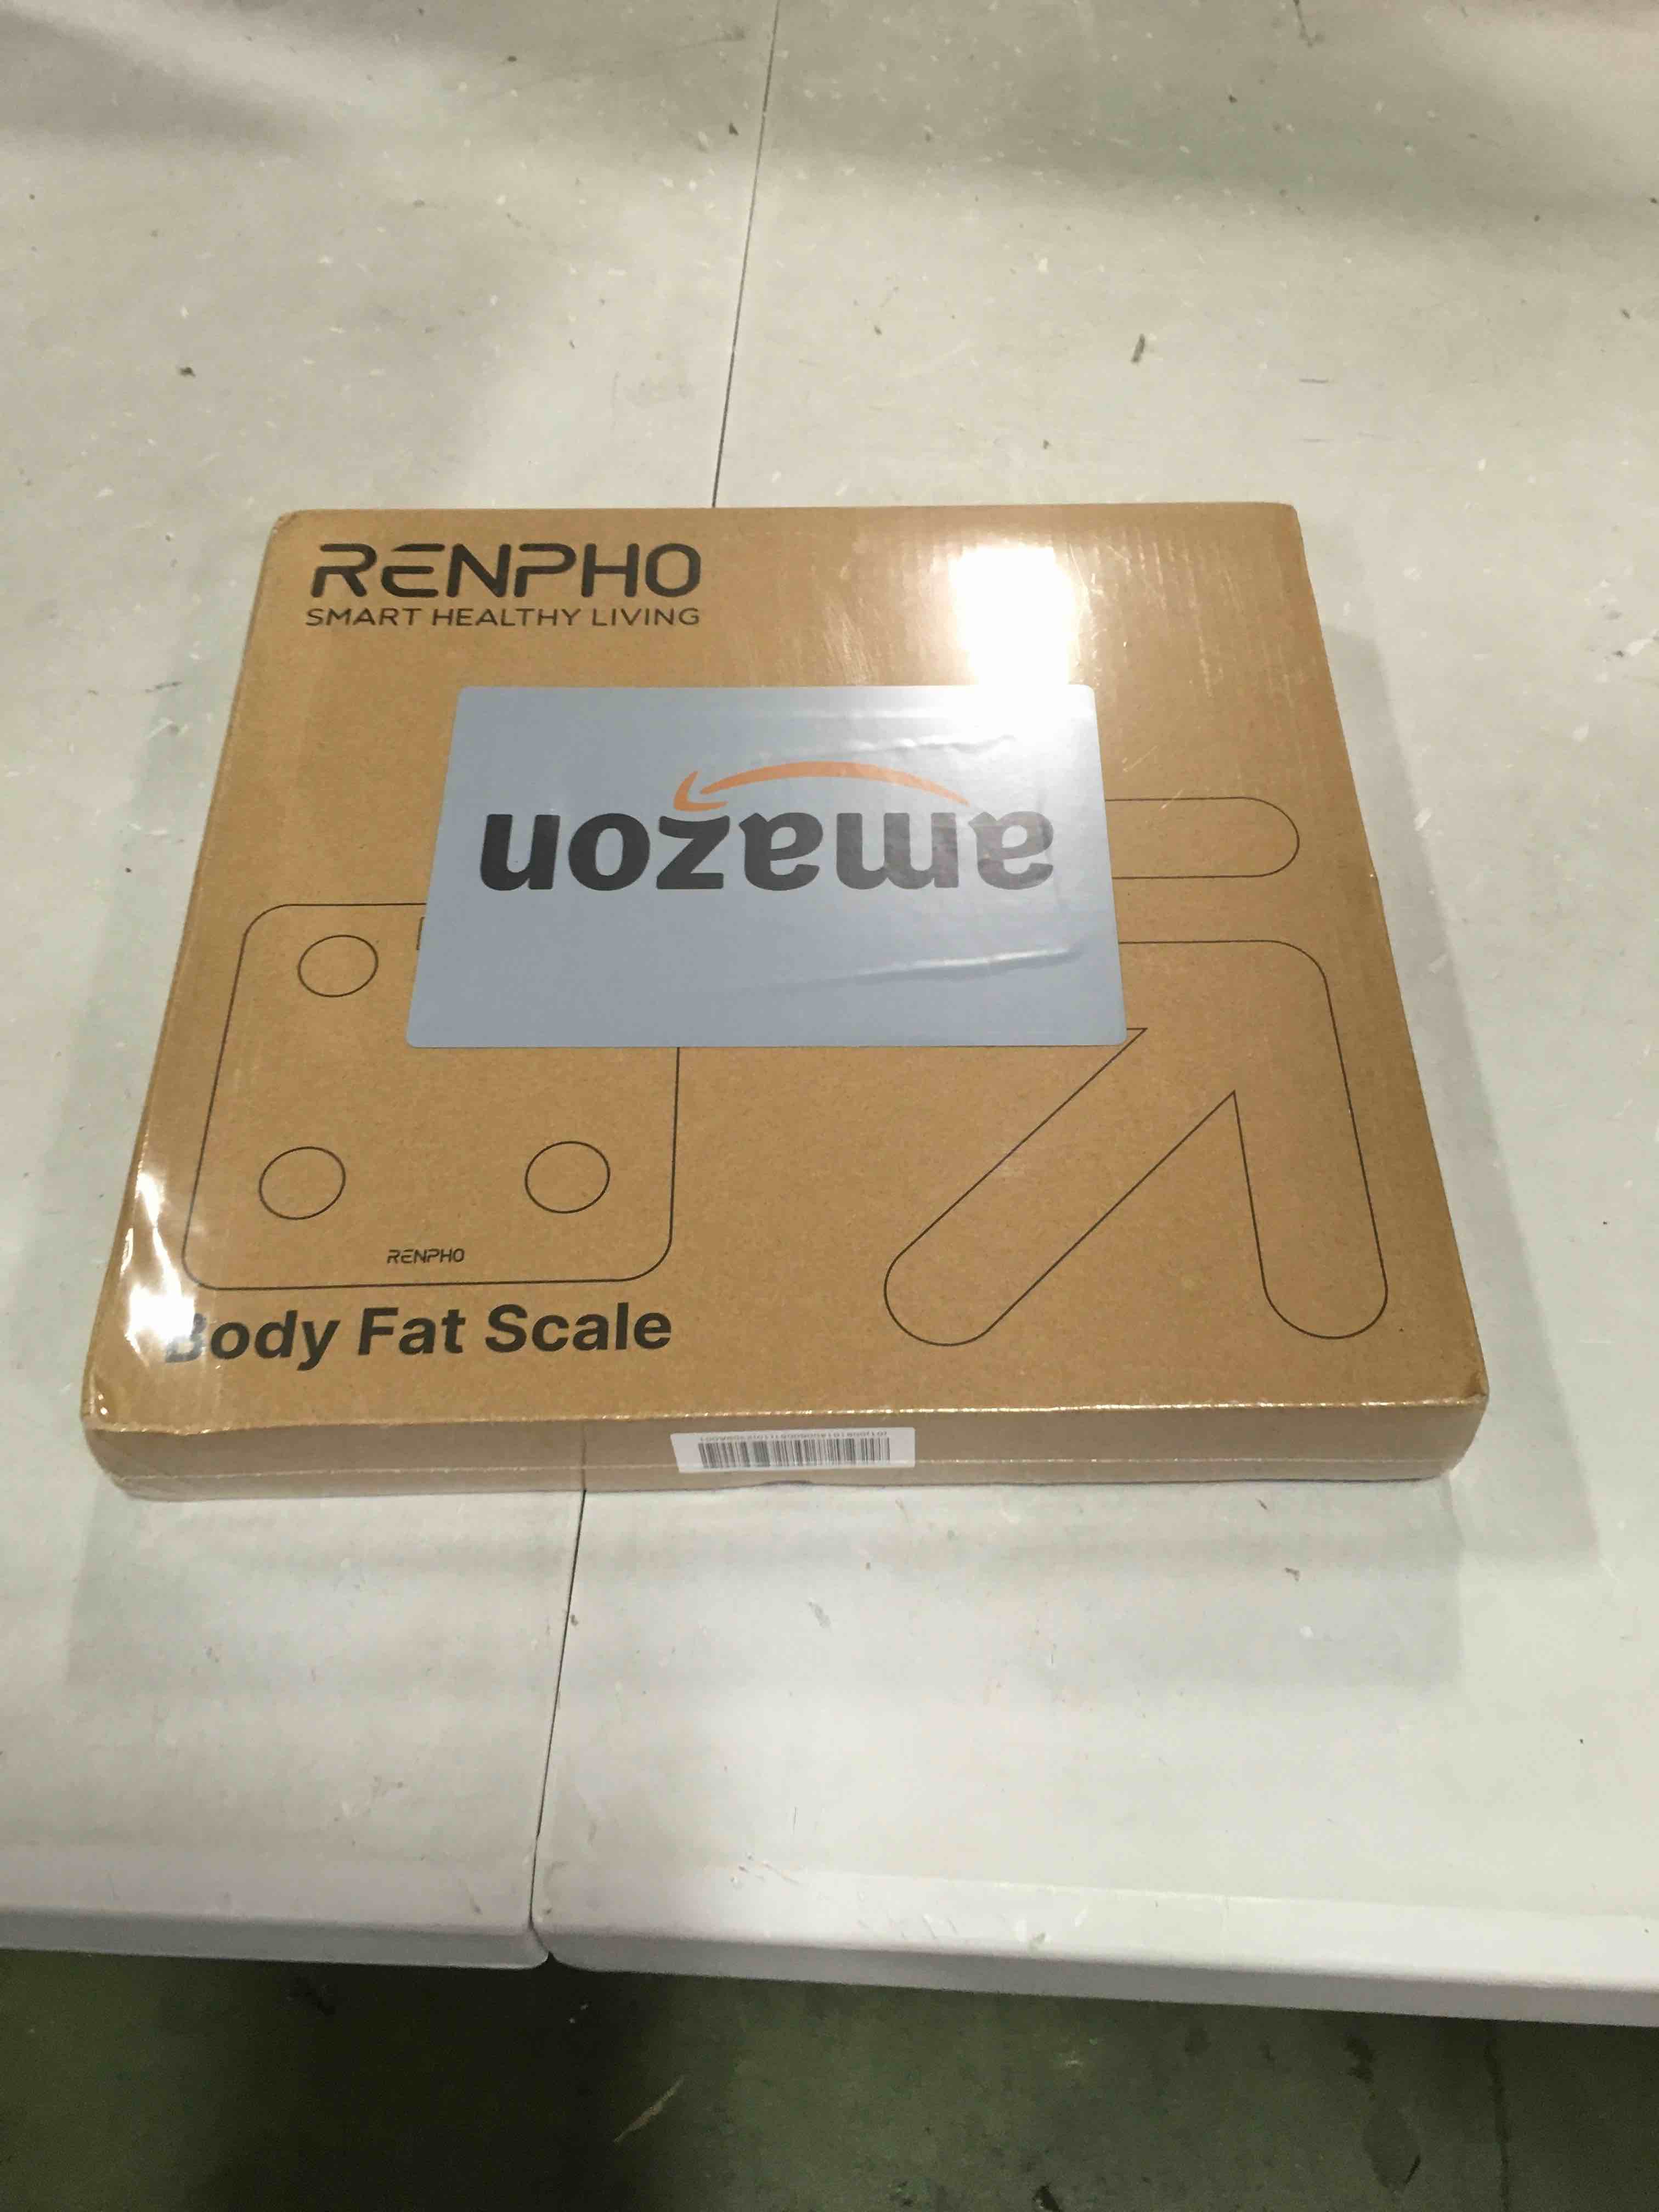 RENPHO
SMART HEALTHY LIVING
amazon
RENPHO
Body Fat Scale